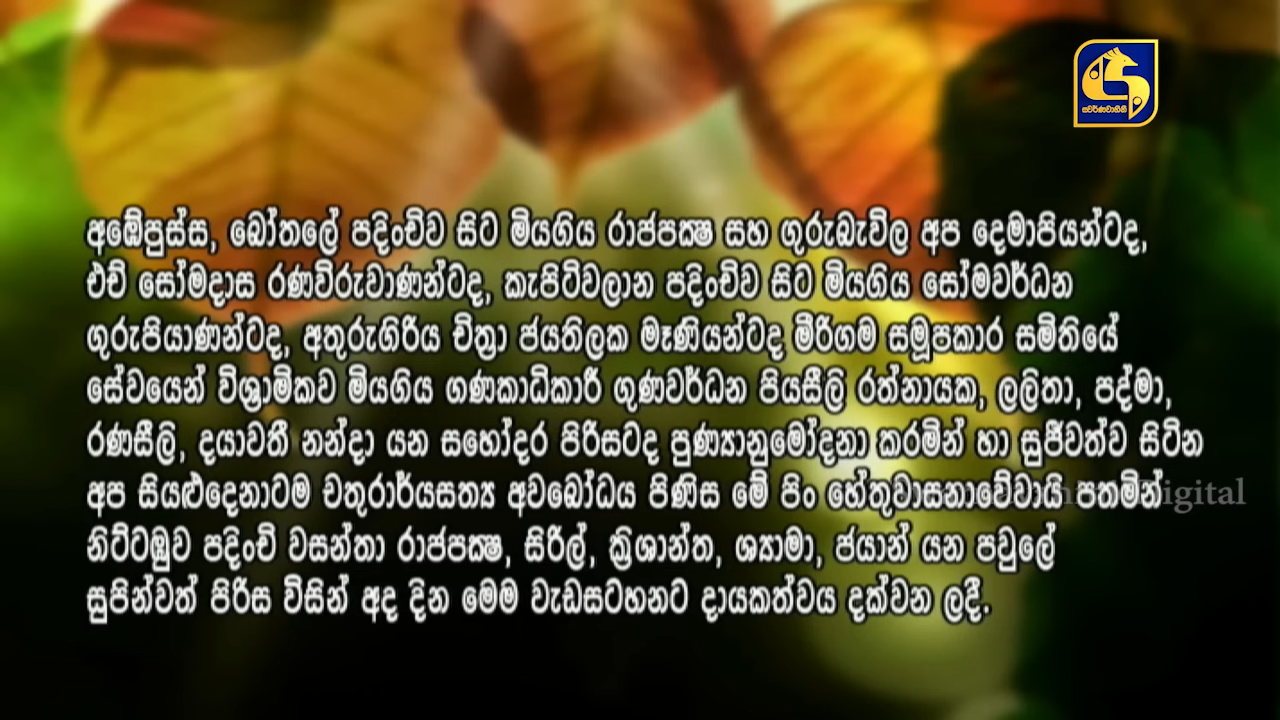 ස්වර්ණවාහිනී
අඹේපුස්ස, බෝතලේ පදිංචිව සිට මියගිය රාජපක්‍ෂ සහ ගුරුබැවිල අප දෙමාපියන්ටද,
එච් සෝමදාස රණවිරුවාණන්ටද, කැපිටිවලාන පදිංචිව සිට මියගිය සෝමවර්ධන
ගුරුපියාණන්ටද, අතුරුගිරිය චිත්‍රා ජයතිලක මෑණියන්ටද මීරිගම සමූපකාර සමිතියේ
සේවයෙන් විශ්‍රාමිකව මියගිය ගණකාධිකාරී ගුණවර්ධන පියසීලි රත්නායක, ලලිතා, පද්මා,
රණසීලි, දයාවතී නන්දා යන සහෝදර පිරිසටද පුණ්‍යානුමෝදනා කරමින් හා සුජීවත්ව සිටින
අප සියළුදෙනාටම චතුරාර්යසත්‍ය අවබෝධය පිණිස මේ පිං හේතුවාසනාවේවායි පතමින්
Digital
නිට්ටඹුව පදිංචි වසන්තා රාජපක්‍ෂ, සිරිල්, ක්‍රිශාන්ත, ශ්‍යාමා, ජයාන් යන පවුලේ
සුපින්වත් පිරිස විසින් අද දින මෙම වැඩසටහනට දායකත්වය දක්වන ලදී.